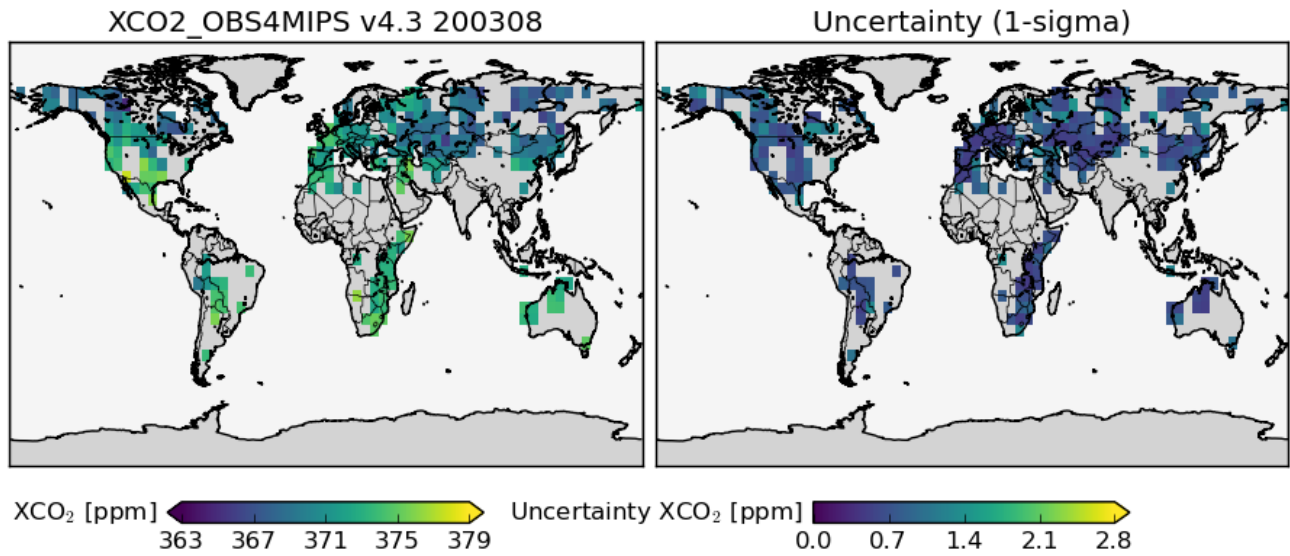 XCO2_OBS4MIPS v4.3 200308
Uncertainty (1-sigma)
XCO₂ [ppm]
363 367 371 375 379
Uncertainty XCO₂ [ppm]
0.0 0.7 1.4 2.1 2.8